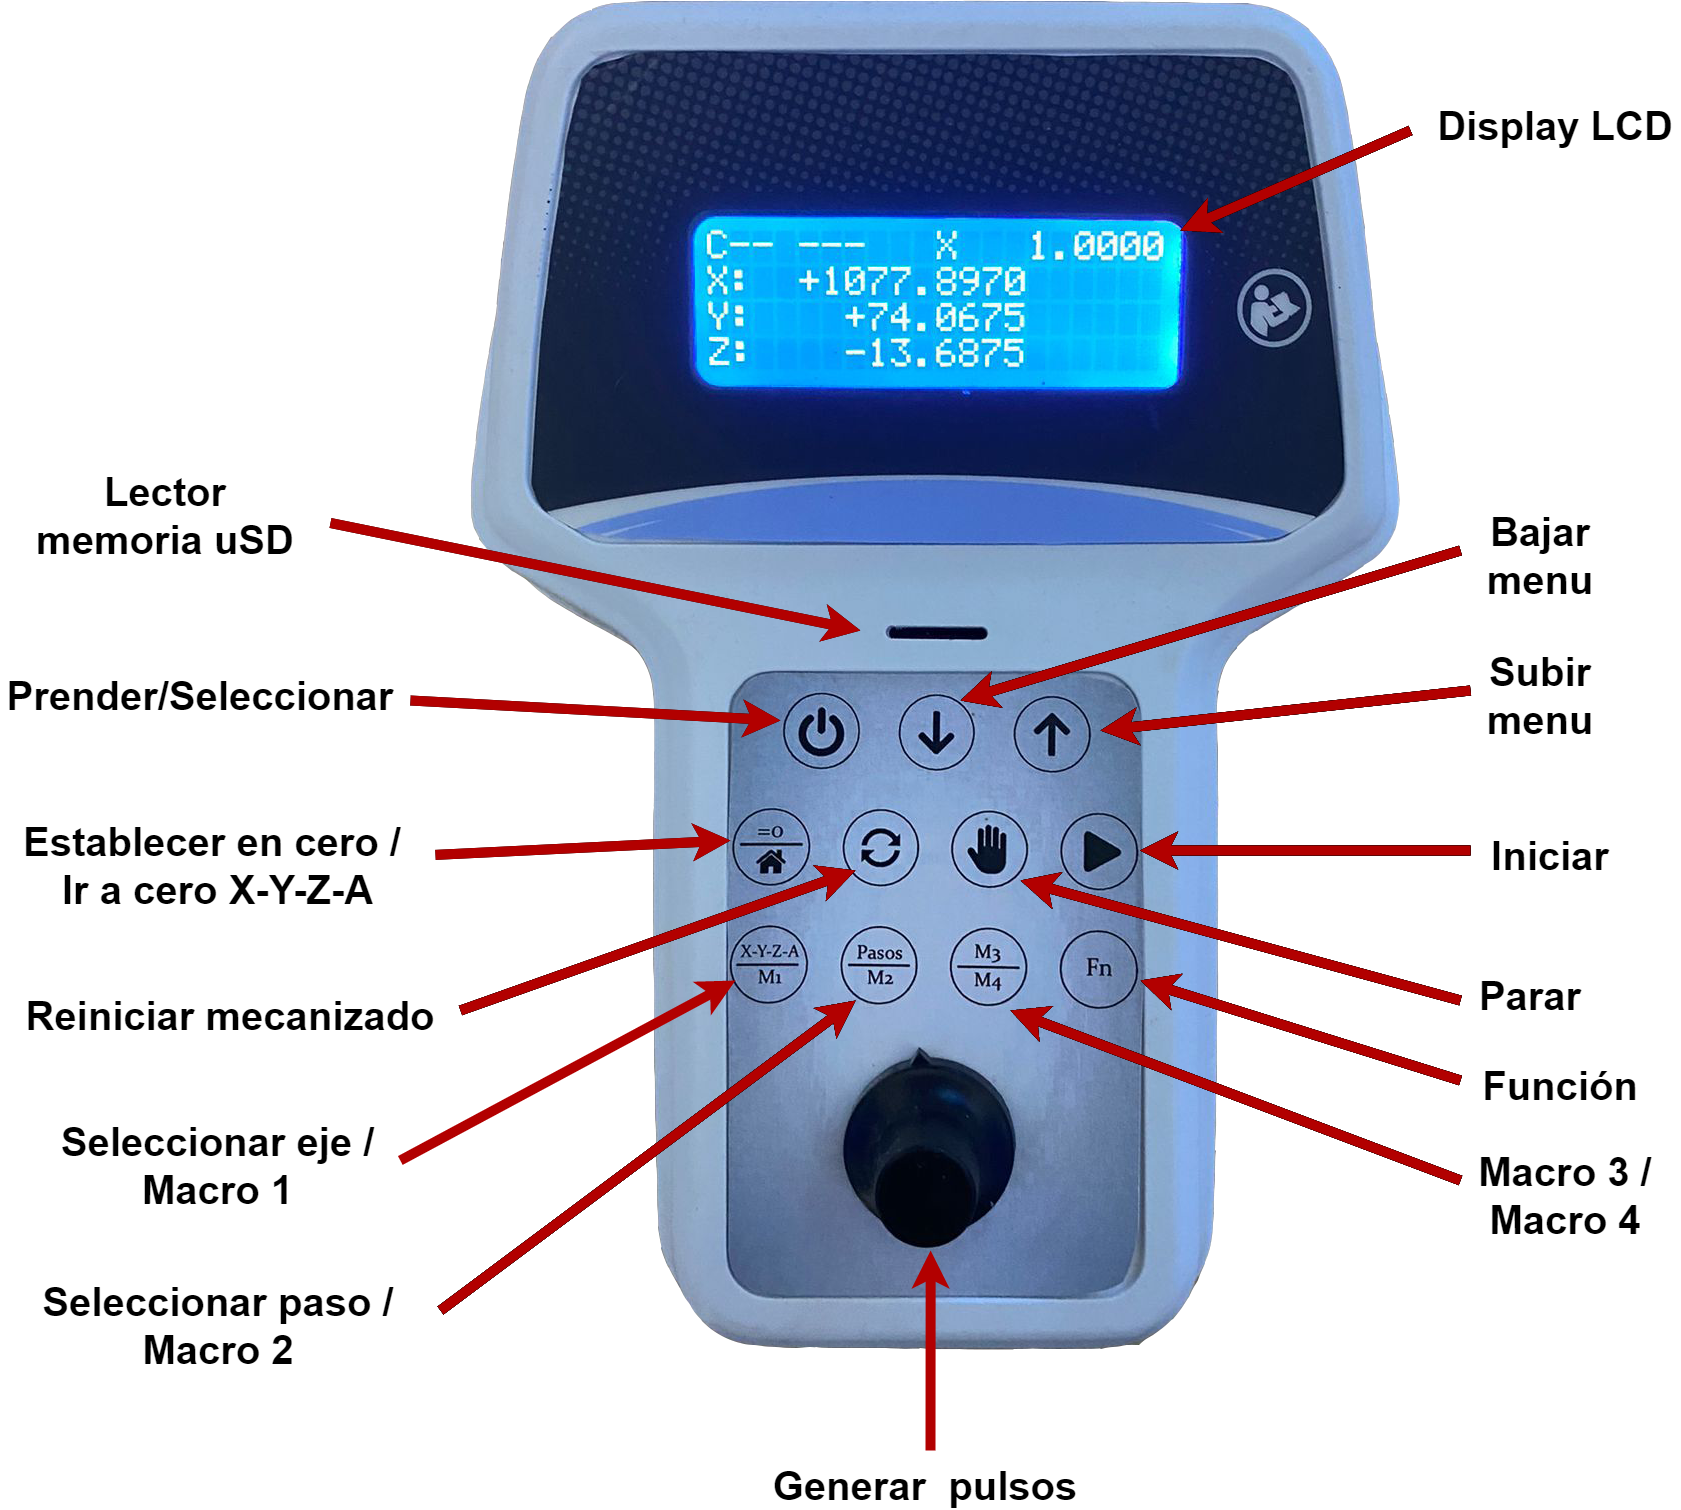 Display LCD
C-- --- X 1.0000
X: +1077.8970
Y: +74.0675
Z: -13.6875
Lector
memoria uSD
Bajar
menu
Prender/Seleccionar
Subir
menu
=0
Establecer en cero /
Ir a cero X-Y-Z-A
Iniciar
X-Y-Z-A
M1
Pasos
M2
M3
M4
Fn
Reiniciar mecanizado
Parar
Función
Seleccionar eje /
Macro 1
Macro 3 /
Macro 4
Seleccionar paso /
Macro 2
Generar pulsos